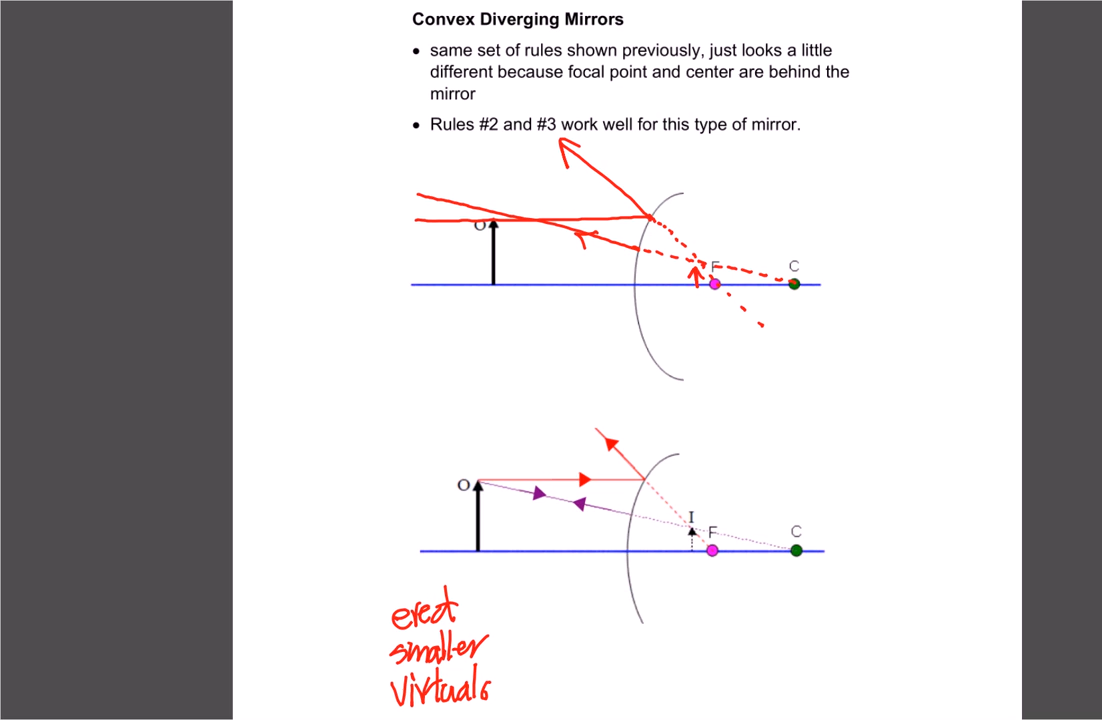 Convex Diverging Mirrors
• same set of rules shown previously, just looks a little
different because focal point and center are behind the
mirror
• Rules #2 and #3 work well for this type of mirror.
O
F
C
O
I
F
C
erect
smaller
virtuals